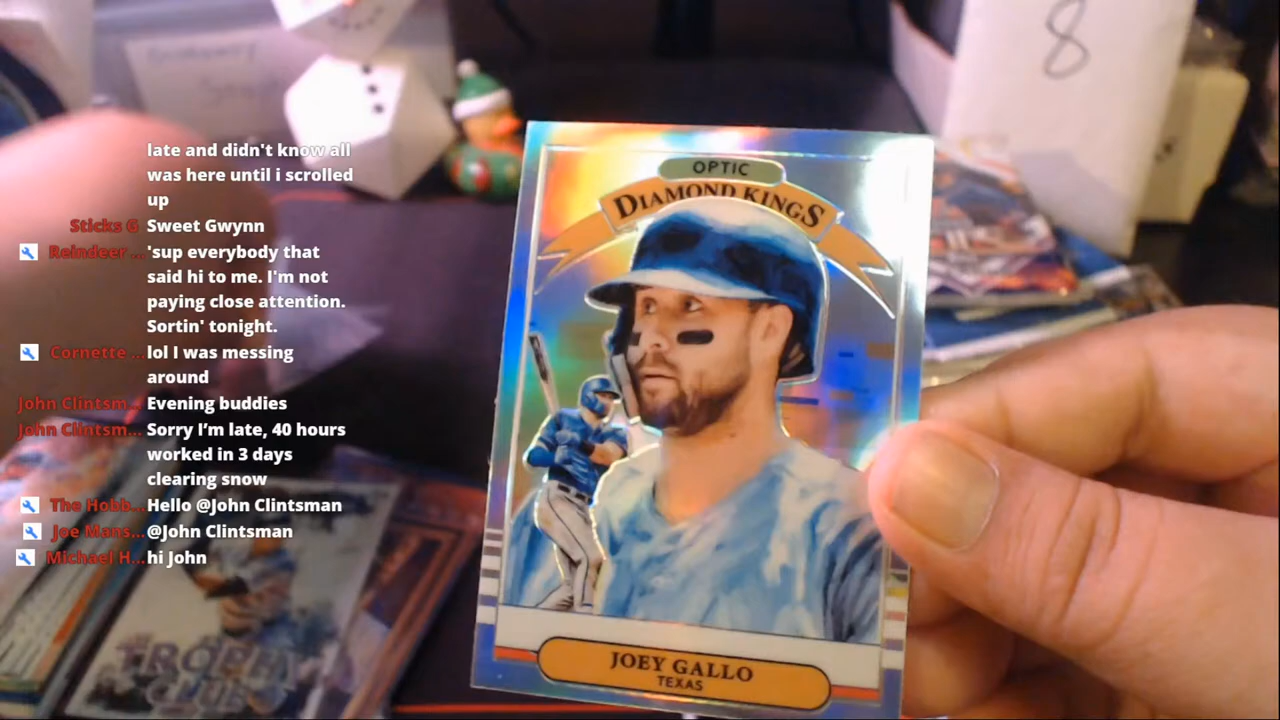 late and didn't know all
was here until i scrolled
up
Sticks G Sweet Gwynn
Reindeer ... 'sup everybody that
said hi to me. I'm not
paying close attention.
Sortin' tonight.
Cornette ... lol I was messing
around
John Clintsm... Evening buddies
John Clintsm... Sorry I'm late, 40 hours
worked in 3 days
clearing snow
The Hobb... Hello @John Clintsman
Joe Mans... @John Clintsman
Michael H... hi John
8
OPTIC
DIAMOND KINGS
JOEY GALLO
TEXAS
TROPHY
CLUB